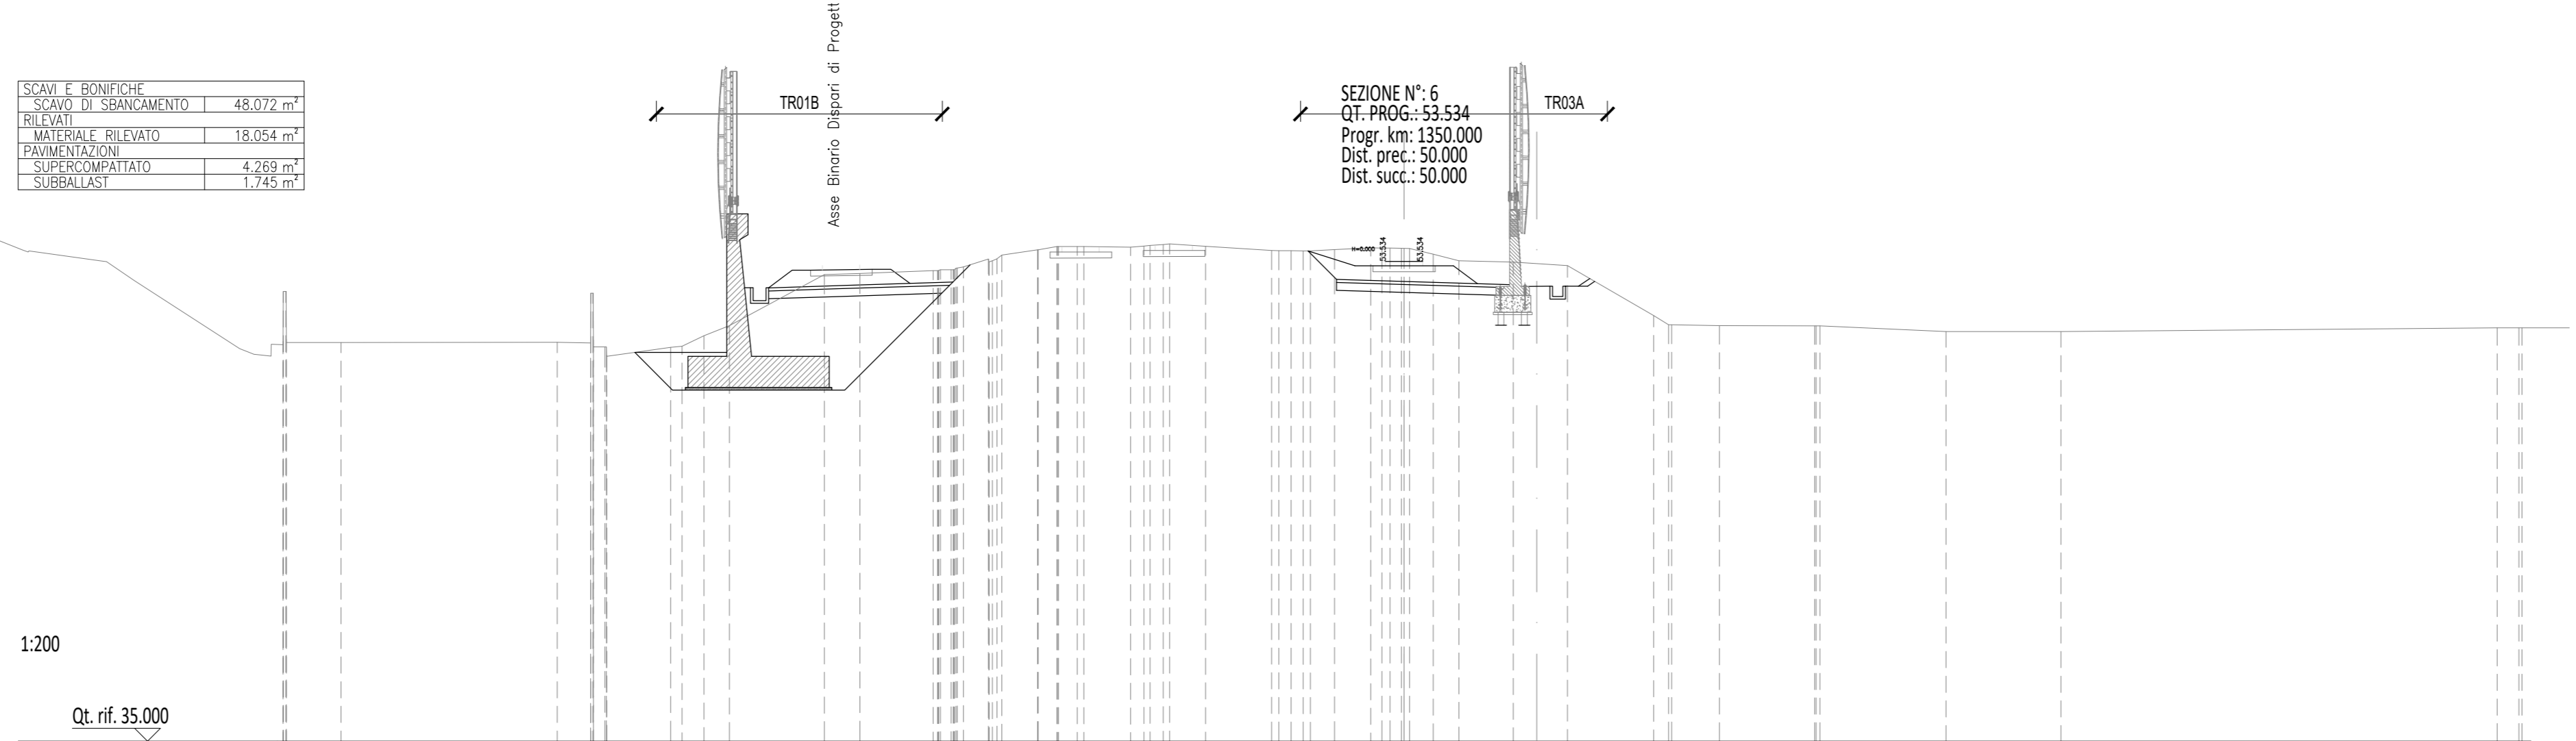 Asse Binario Dispari di Progett
SCAVI E BONIFICHE
SCAVO DI SBANCAMENTO 48.072 m²
RILEVATI
MATERIALE RILEVATO 18.054 m²
PAVIMENTAZIONI
SUPERCOMPATTATO 4.269 m²
SUBBALLAST 1.745 m²
TR01B
SEZIONE N°: 6
QT. PROG.: 53.534
Progr. km: 1350.000
Dist. prec.: 50.000
Dist. succ.: 50.000
TR03A
H=0.000
53.534
53.534
1:200
Qt. rif. 35.000